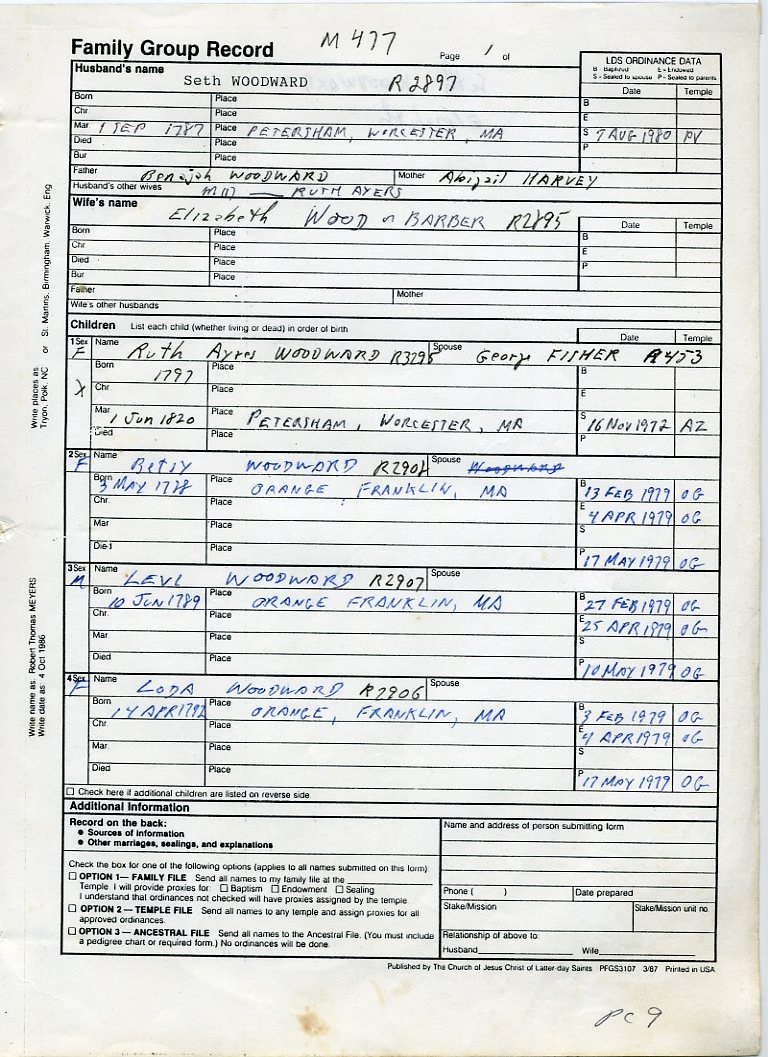 Family Group Record M 477 Page 1 of
LDS ORDINANCE DATA
B - Baptized E - Endowed
S - Sealed to spouse P - Sealed to parents
Husband's name
Seth WOODWARD R2897
Date Temple
Born Place B
Chr Place E
Mar 1 SEP 1787 Place PETERSHAM, WORCESTER, MA S 7 AUG 1980 PV
Died Place P
Bur Place
Father Benajah WOODWARD Mother Abigail HARVEY
Husband's other wives m(1) RUTH AYERS
Wife's name
Elizabeth WOOD or BARBER R2895
Date Temple
Born Place B
Chr. Place E
Died Place P
Bur Place
Father Mother
Wife's other husbands
Children List each child (whether living or dead) in order of birth Date Temple
1 Sex F Name Ruth Ayres WOODWARD R3295 Spouse George FISHER R453
X Born 1797 Place B
Chr. Place E
Mar. 1 Jun 1820 Place PETERSHAM, WORCESTER, MA S 16 NOV 1972 AZ
Died Place P
2 Sex F Name BETSY WOODWARD R2908 Spouse WOODWARD
Born 3 MAY 1788 Place ORANGE, FRANKLIN, MA B 13 FEB 1979 OG
Chr. Place E 4 APR 1979 OG
Mar. Place S
Died Place P 17 MAY 1979 OG
3 Sex M Name LEVI WOODWARD R2907 Spouse
Born 10 JUN 1789 Place ORANGE FRANKLIN, MA B 27 FEB 1979 OG
Chr. Place E 25 APR 1979 OG
Mar. Place S
Died Place P 10 MAY 1979 OG
4 Sex F Name LODA WOODWARD R2906 Spouse
Born 14 APR 1792 Place ORANGE, FRANKLIN, MA B 3 FEB 1979 OG
Chr. Place E 4 APR 1979 OG
Mar. Place S
Died Place P 17 MAY 1979 OG
Check here if additional children are listed on reverse side.
Additional Information
Record on the back:
• Sources of information
• Other marriages, sealings, and explanations
Check the box for one of the following options (applies to all names submitted on this form):
OPTION 1— FAMILY FILE Send all names to my family file at the
Temple. I will provide proxies for: Baptism Endowment Sealing
I understand that ordinances not checked will have proxies assigned by the temple.
OPTION 2 — TEMPLE FILE Send all names to any temple and assign proxies for all
approved ordinances.
OPTION 3 — ANCESTRAL FILE Send all names to the Ancestral File. (You must include
a pedigree chart or required form.) No ordinances will be done.
Name and address of person submitting form
Phone ( ) Date prepared
Stake/Mission Stake/Mission unit no.
Relationship of above to:
Husband Wife
Published by The Church of Jesus Christ of Latter-day Saints PFGS3107 3/87 Printed in USA
PC 9
Write places as:
Tryon, Polk, NC or St. Martins, Birmingham, Warwick, Eng
Write name as: Robert Thomas MEYERS
Write date as: 4 Oct 1986